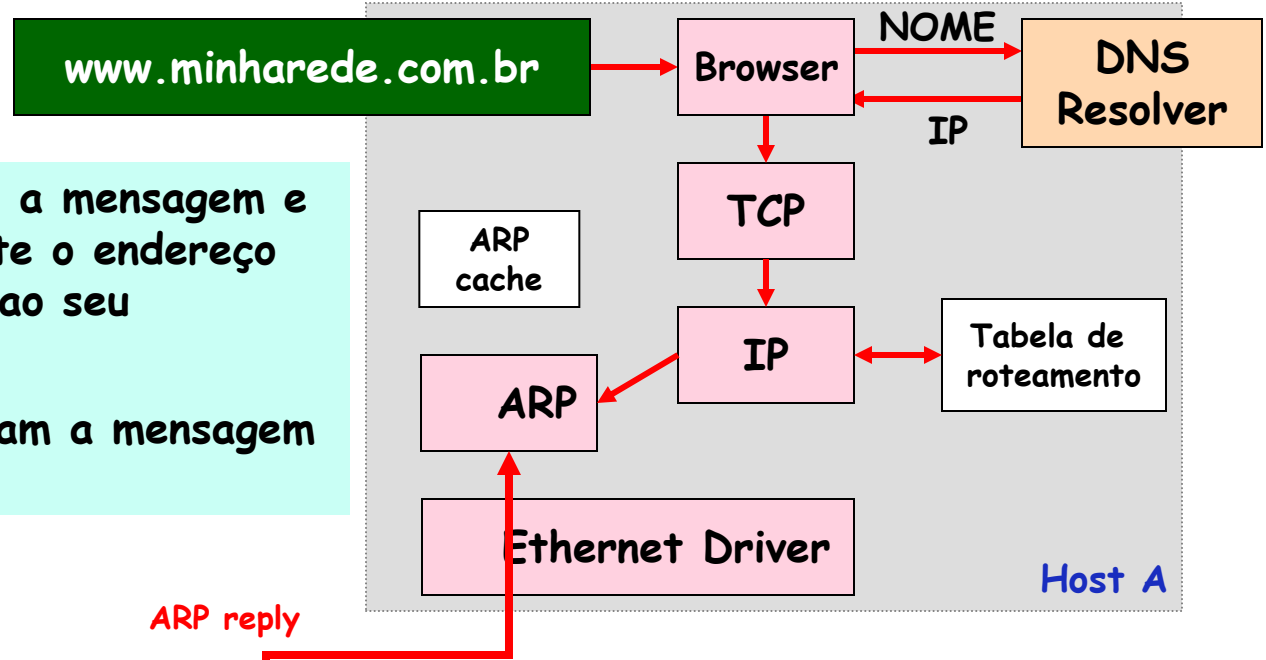 www.minharede.com.br
Browser
NOME
DNS
Resolver
IP
a mensagem e
te o endereço
ao seu
am a mensagem
TCP
ARP
cache
IP
Tabela de
roteamento
ARP
Ethernet Driver
Host A
ARP reply